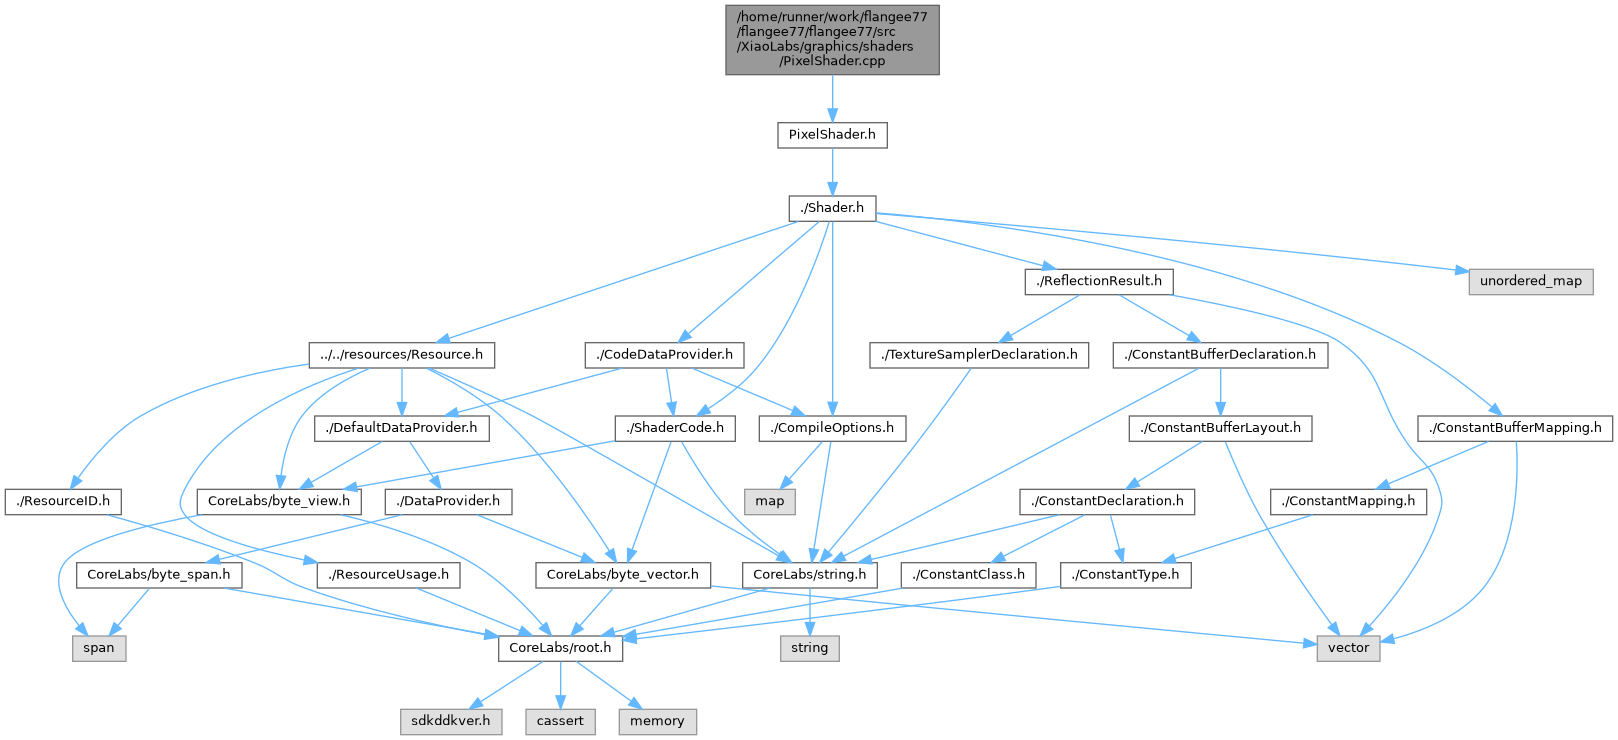 /home/runner/work/flangee77
/flangee77/flangee77/src
/XiaoLabs/graphics/shaders
/PixelShader.cpp
PixelShader.h
./Shader.h
./ReflectionResult.h
unordered_map
../../resources/Resource.h
./CodeDataProvider.h
./TextureSamplerDeclaration.h
./ConstantBufferDeclaration.h
./DefaultDataProvider.h
./ShaderCode.h
./CompileOptions.h
./ConstantBufferLayout.h
./ConstantBufferMapping.h
./ResourceID.h
CoreLabs/byte_view.h
./DataProvider.h
map
./ConstantDeclaration.h
./ConstantMapping.h
CoreLabs/byte_span.h
./ResourceUsage.h
CoreLabs/byte_vector.h
CoreLabs/string.h
./ConstantClass.h
./ConstantType.h
span
CoreLabs/root.h
string
vector
sdkddkver.h
cassert
memory